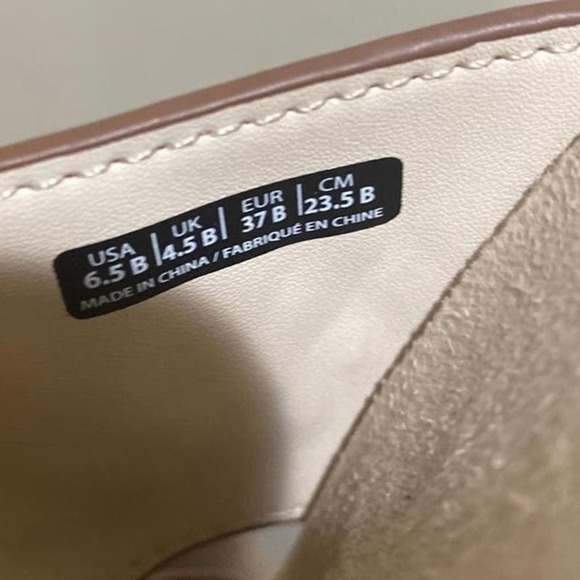 USA | UK | EUR | CM
6.5 B | 4.5 B | 37 B | 23.5 B
MADE IN CHINA / FABRIQUÉ EN CHINE